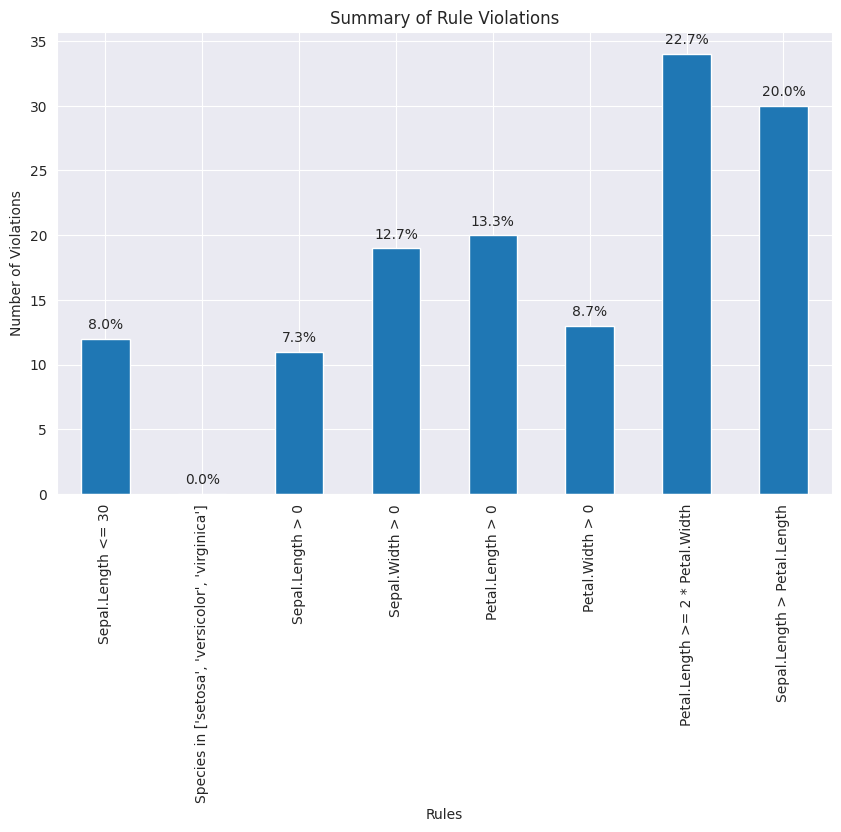 Summary of Rule Violations
Number of Violations
35
30
25
20
15
10
5
0
8.0%
0.0%
7.3%
12.7%
13.3%
8.7%
22.7%
20.0%
Sepal.Length <= 30
Species in ['setosa', 'versicolor', 'virginica']
Sepal.Length > 0
Sepal.Width > 0
Petal.Length > 0
Petal.Width > 0
Petal.Length >= 2 * Petal.Width
Sepal.Length > Petal.Length
Rules